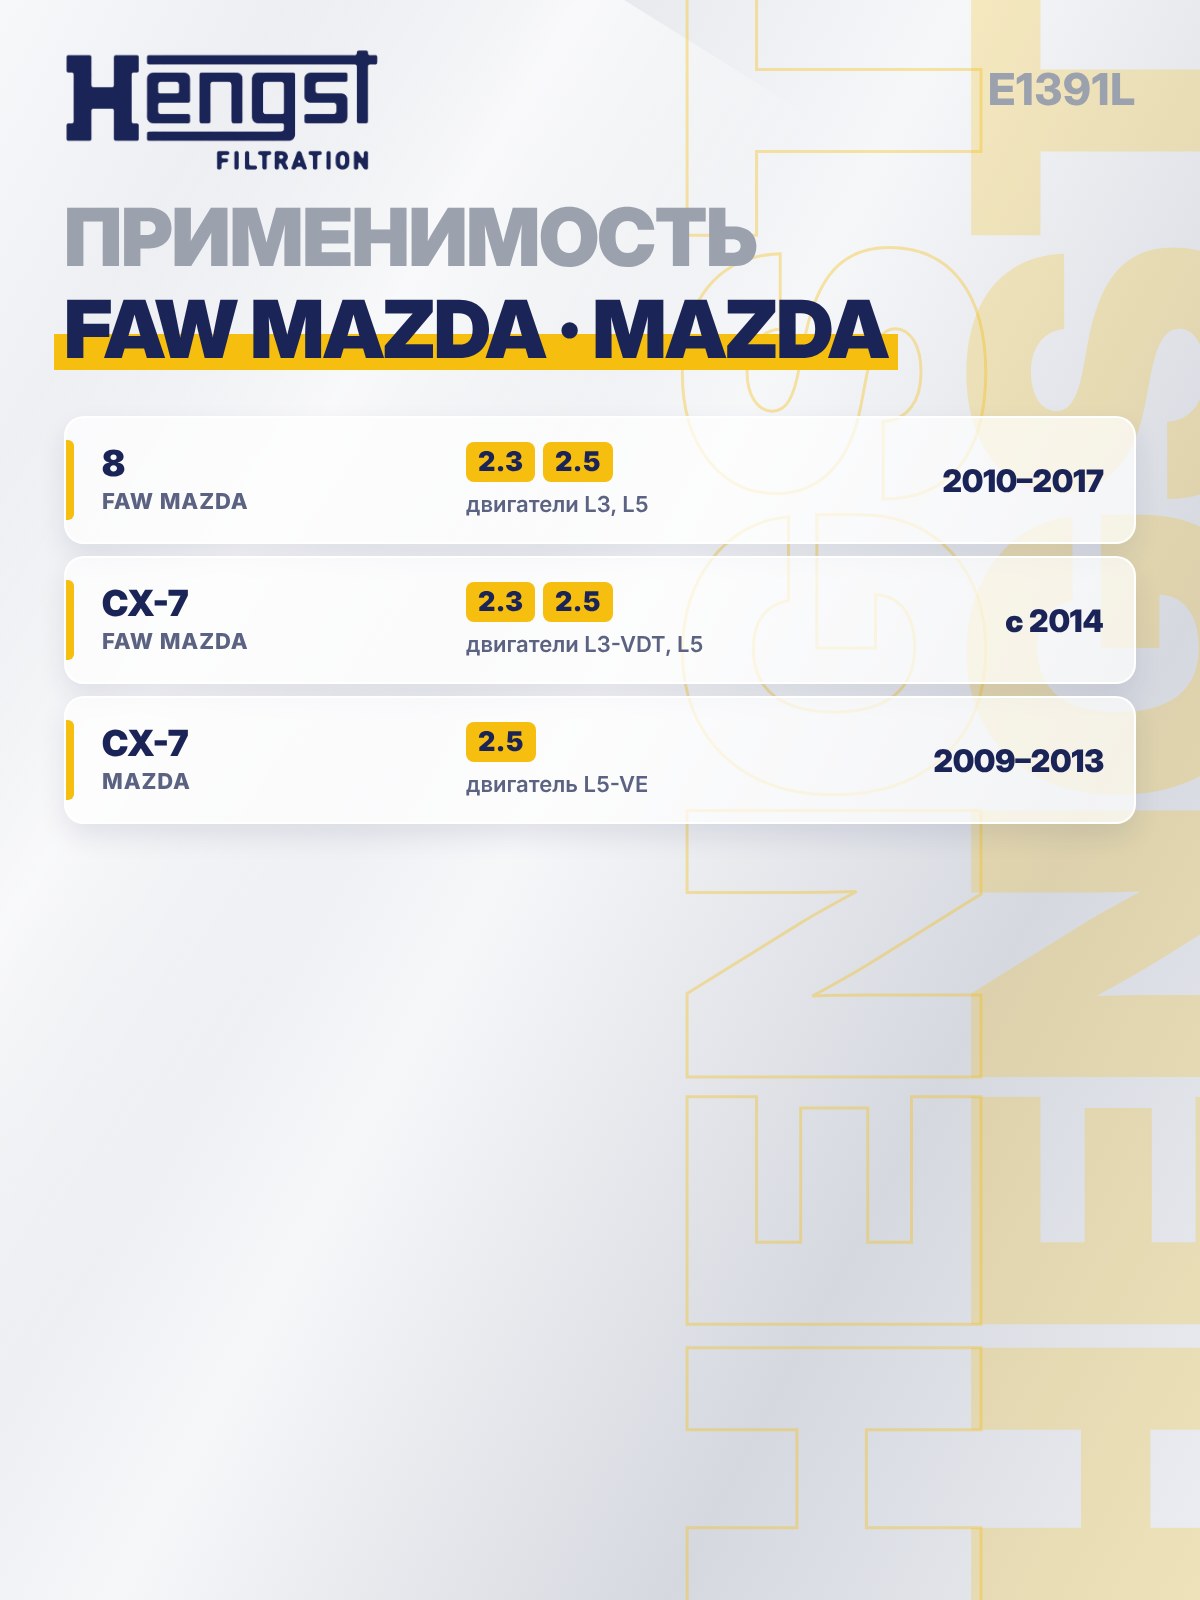 Hengst
FILTRATION
E1391L
ПРИМЕНИМОСТЬ
FAW MAZDA · MAZDA
8
FAW MAZDA
2.3 2.5
двигатели L3, L5
2010–2017
CX-7
FAW MAZDA
2.3 2.5
двигатели L3-VDT, L5
с 2014
CX-7
MAZDA
2.5
двигатель L5-VE
2009–2013
HENGST
HENGST